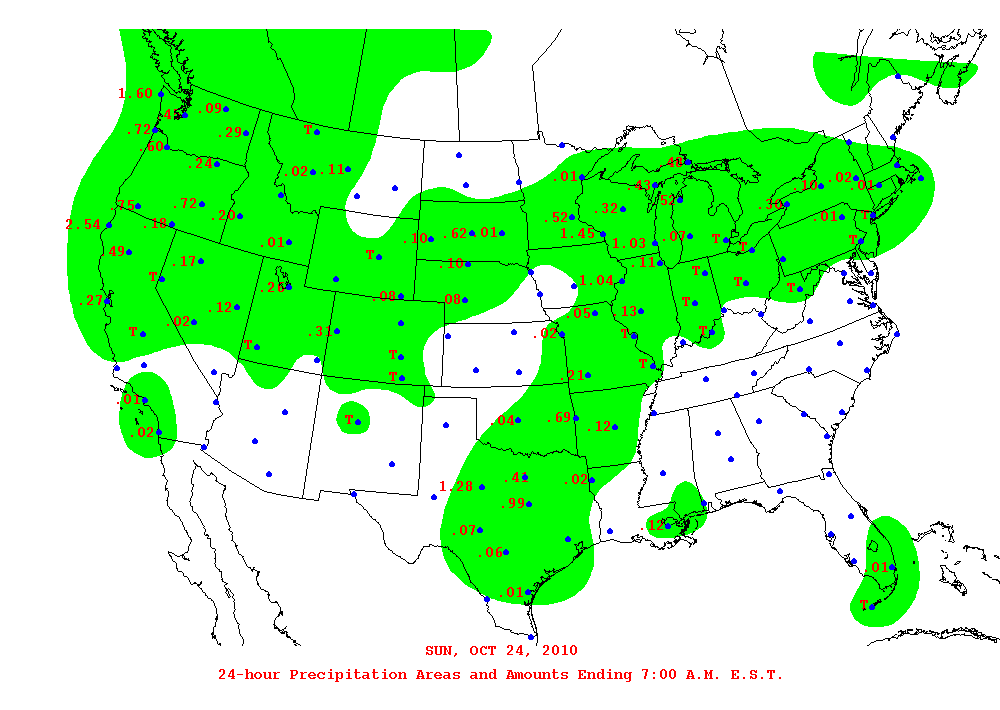 1.60
.45 .09
.72 .29 T
.60 .24 .02 .11 .48
.01 .43 .10 .02 .01
.75 .72 .20 .52 .32 .52 .30 .01 T
2.54 .18 .10 .62 .01 1.45 1.03 .07 T T T
.49 .17 .01 T .10 .11
T .26 1.04 T T T
.27 .12 .08 .08 .05 .13 T
.02 .31 .02 T T
T T T T
T .21
.01 T .04 .69 .12
.02
1.28 .41 .02
.99
.07 .12
.06 .01
.01 T
SUN, OCT 24, 2010
24-hour Precipitation Areas and Amounts Ending 7:00 A.M. E.S.T.